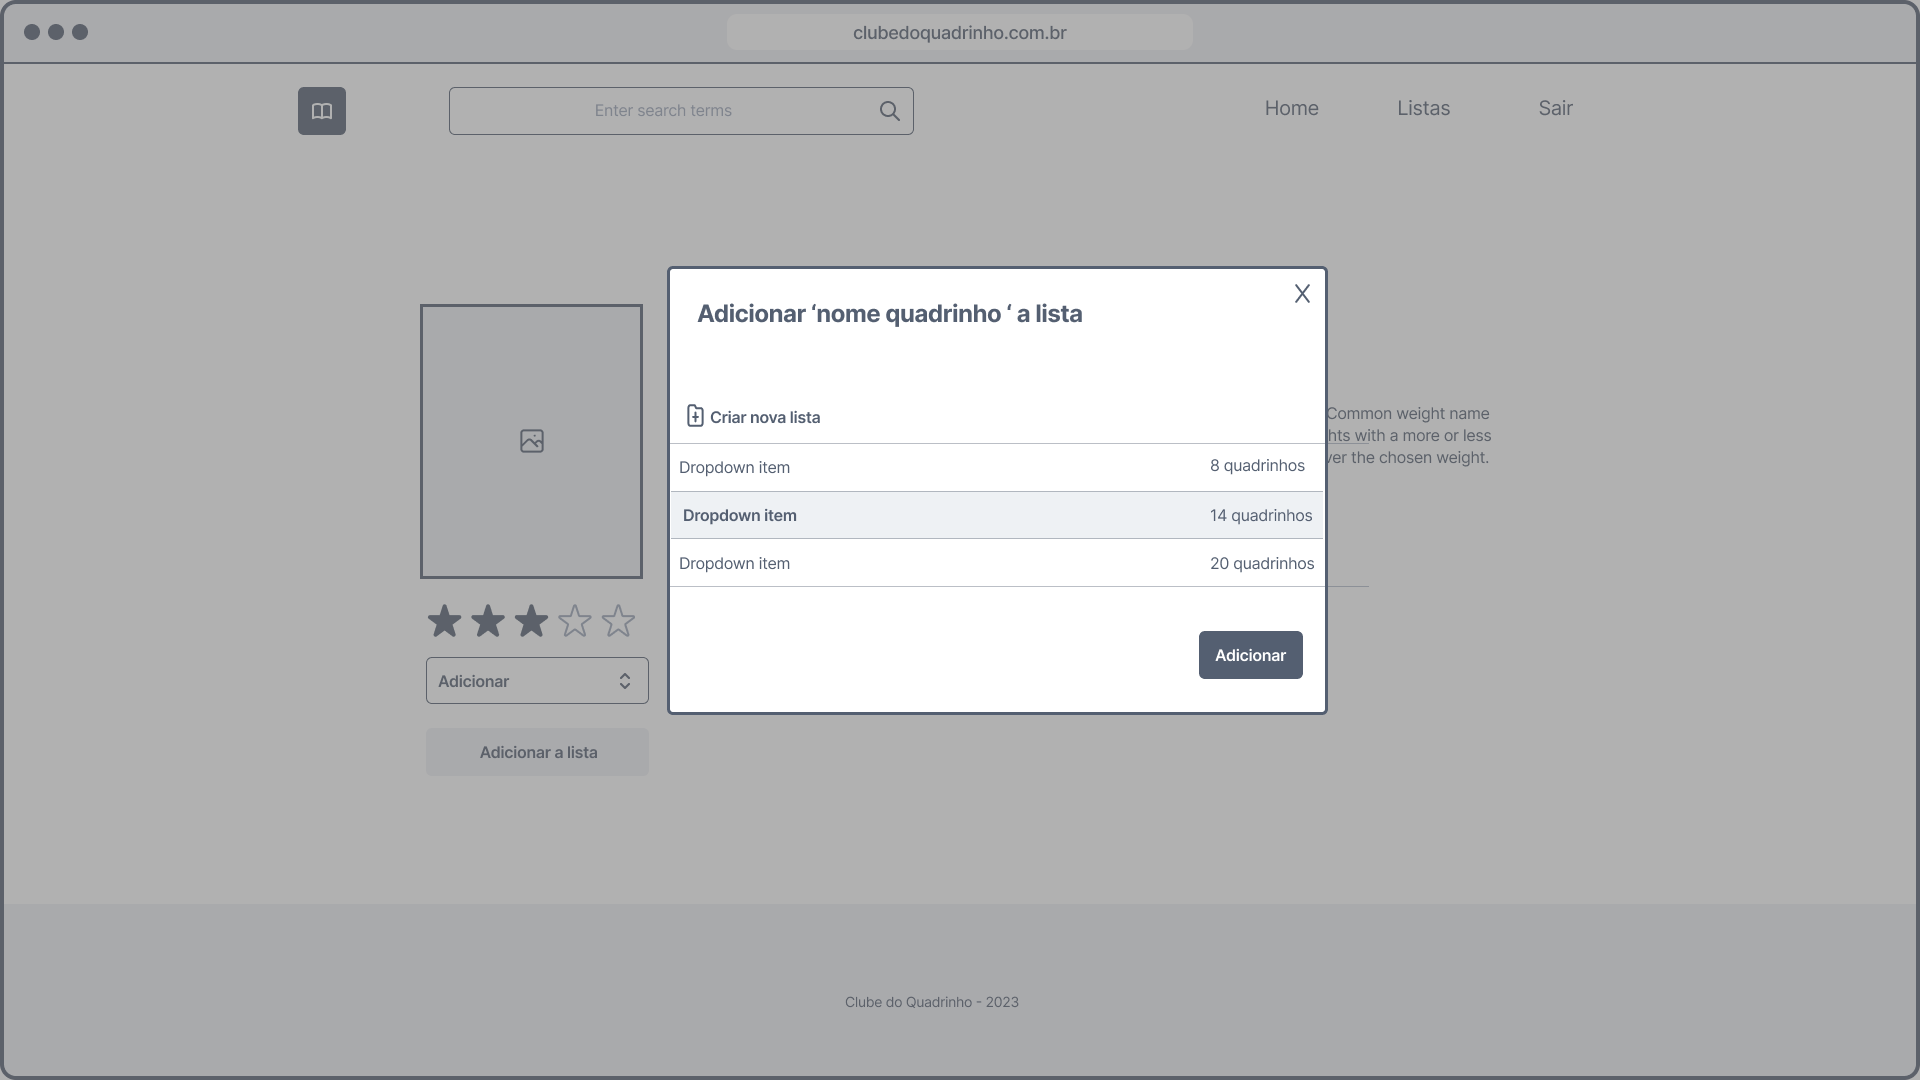 clubedoquadrinho.com.br
Enter search terms
Home
Listas
Sair
X
Adicionar ‘nome quadrinho ‘ a lista
Criar nova lista
Common weight name
hts with a more or less
ver the chosen weight.
Dropdown item
8 quadrinhos
Dropdown item
14 quadrinhos
Dropdown item
20 quadrinhos
Adicionar
Adicionar
Adicionar a lista
Clube do Quadrinho - 2023